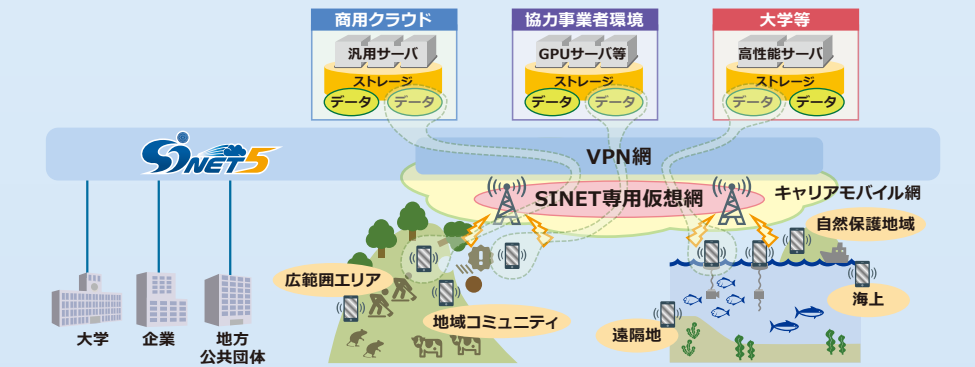 商用クラウド
汎用サーバ
ストレージ
データ
データ
協力事業者環境
GPUサーバ等
ストレージ
データ
データ
大学等
高性能サーバ
ストレージ
データ
データ
SINET5
VPN網
SINET専用仮想網
キャリアモバイル網
自然保護地域
広範囲エリア
地域コミュニティ
遠隔地
海上
大学
企業
地方
公共団体